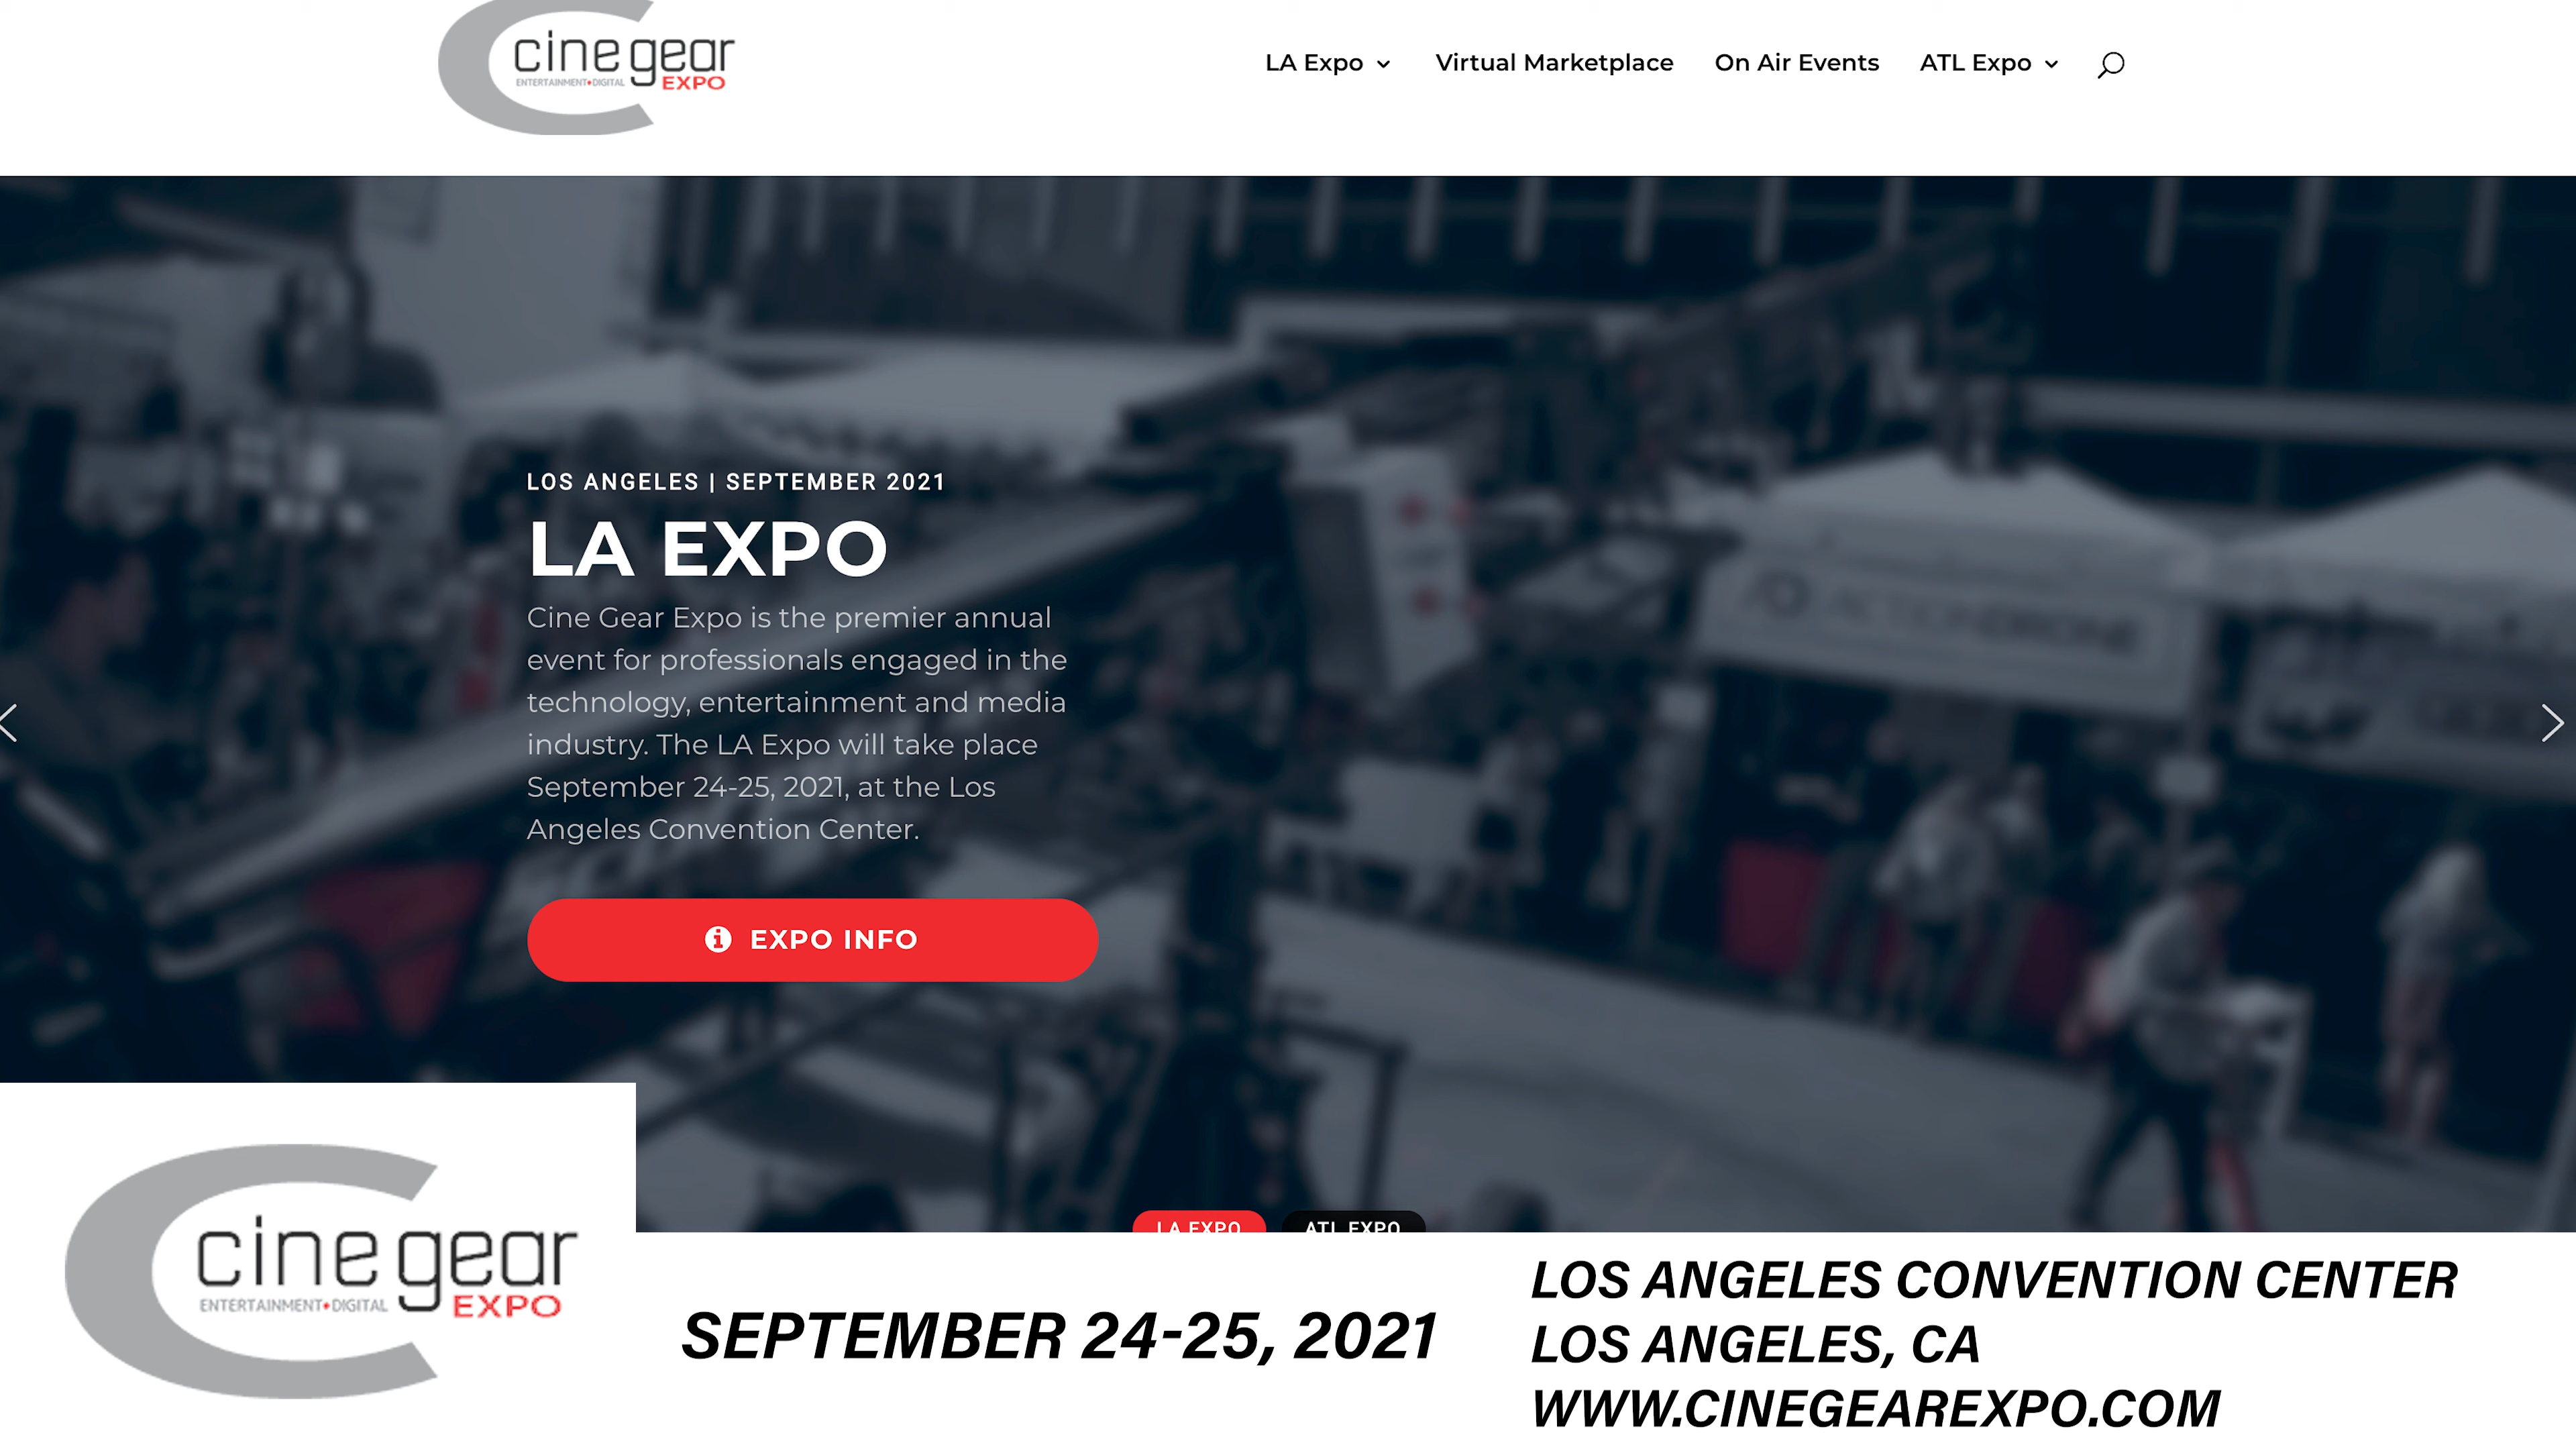 cine gear
ENTERTAINMENT•DIGITAL EXPO
LA Expo Virtual Marketplace On Air Events ATL Expo
LOS ANGELES | SEPTEMBER 2021
LA EXPO
Cine Gear Expo is the premier annual
event for professionals engaged in the
technology, entertainment and media
industry. The LA Expo will take place
September 24-25, 2021, at the Los
Angeles Convention Center.
EXPO INFO
LA EXPO ATL EXPO
cine gear
ENTERTAINMENT•DIGITAL EXPO
SEPTEMBER 24-25, 2021
LOS ANGELES CONVENTION CENTER
LOS ANGELES, CA
WWW.CINEGEAREXPO.COM